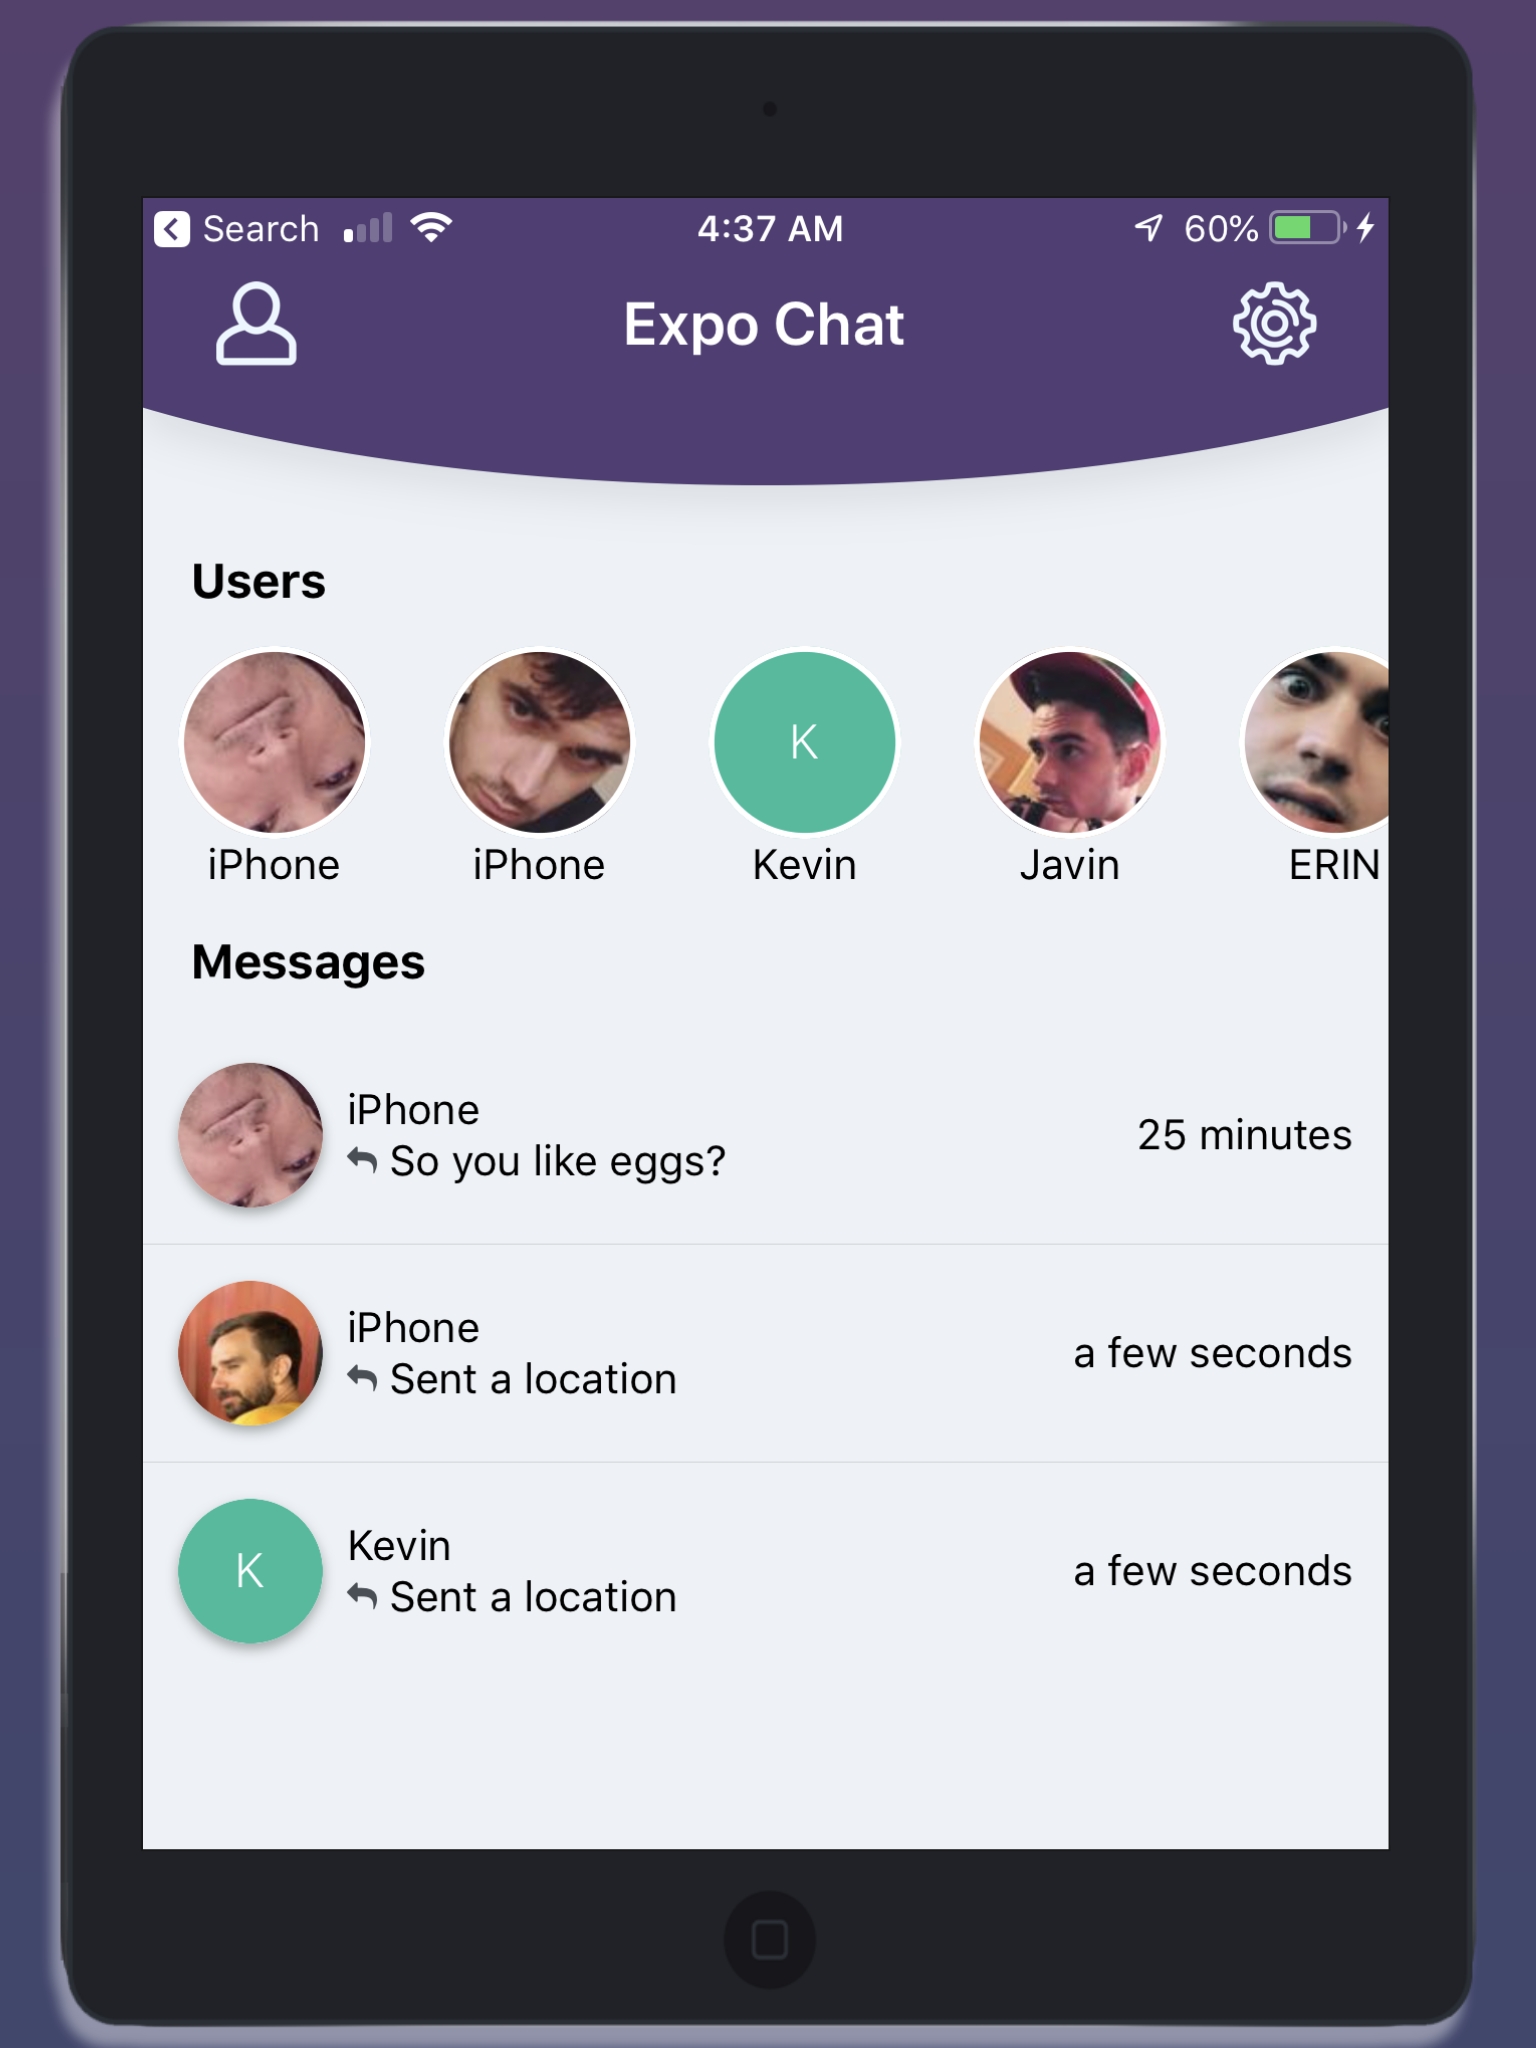 Search
4:37 AM
60%
Expo Chat
Users
K
iPhone
iPhone
Kevin
Javin
ERIN
Messages
iPhone
So you like eggs?
25 minutes
iPhone
Sent a location
a few seconds
K
Kevin
Sent a location
a few seconds